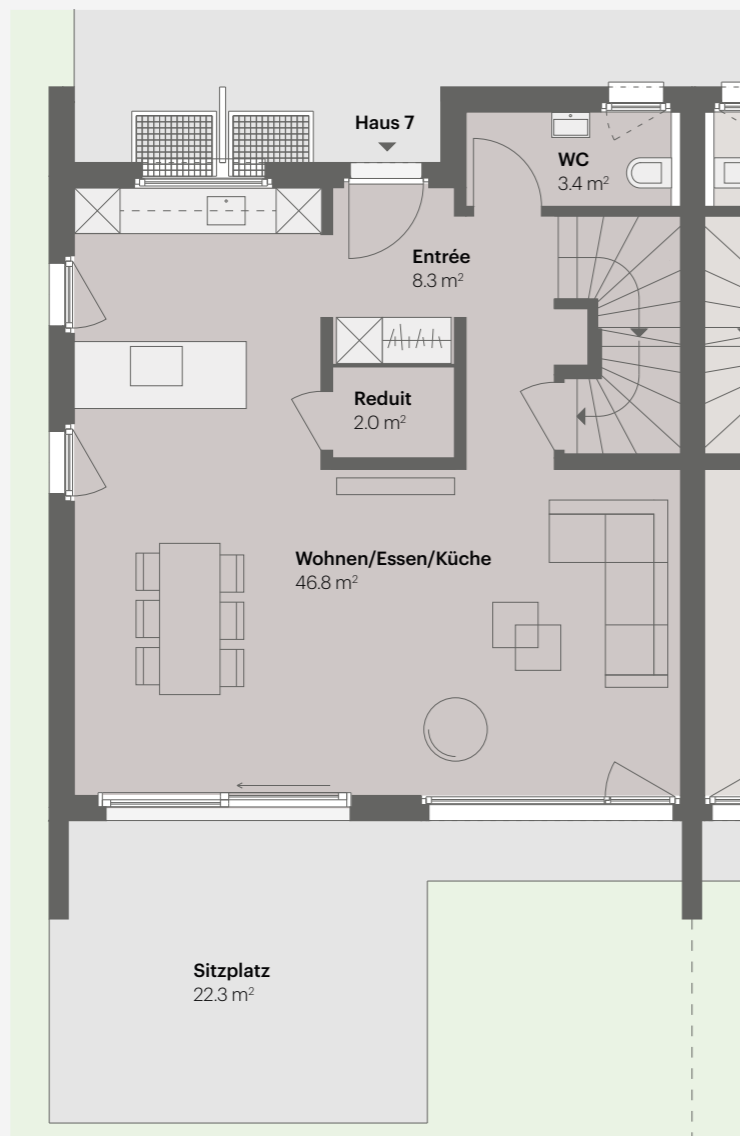 Haus 7
WC
3.4 m²
Entrée
8.3 m²
Reduit
2.0 m²
Wohnen/Essen/Küche
46.8 m²
Sitzplatz
22.3 m²